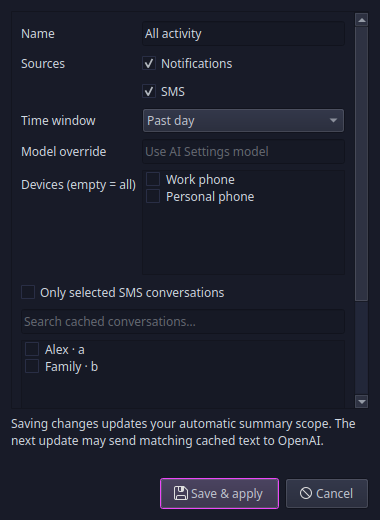 Name All activity
Sources Notifications
SMS
Time window Past day
Model override Use AI Settings model
Devices (empty = all) Work phone
Personal phone
Only selected SMS conversations
Search cached conversations...
Alex · a
Family · b
Saving changes updates your automatic summary scope. The
next update may send matching cached text to OpenAI.
Save & apply Cancel